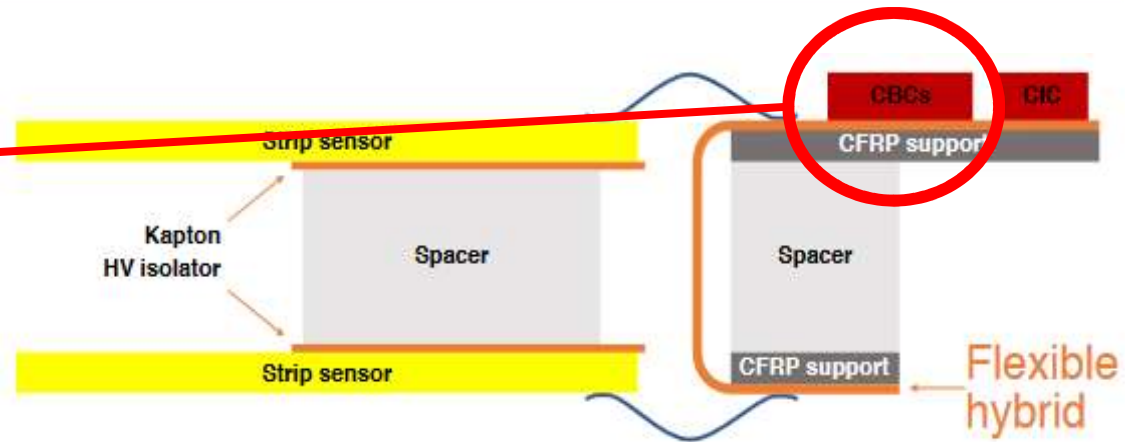 CBCs
CIC
Strip sensor
CFRP support
Kapton
HV isolator
Spacer
Spacer
Strip sensor
CFRP support
Flexible
hybrid